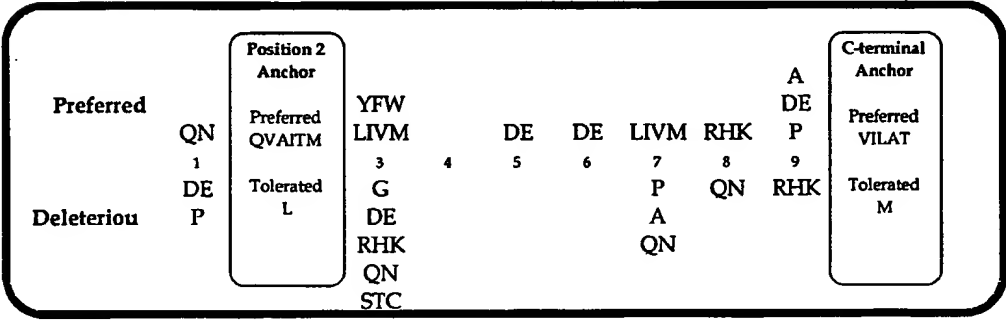 Position 2 C-terminal
Anchor Anchor
A
Preferred YFW DE
Preferred Preferred
QN QVAITM LIVM DE DE LIVM RHK P VILAT
1 3 4 5 6 7 8 9
DE Tolerated G P QN RHK Tolerated
Deleteriou P L DE A M
RHK QN
QN
STC